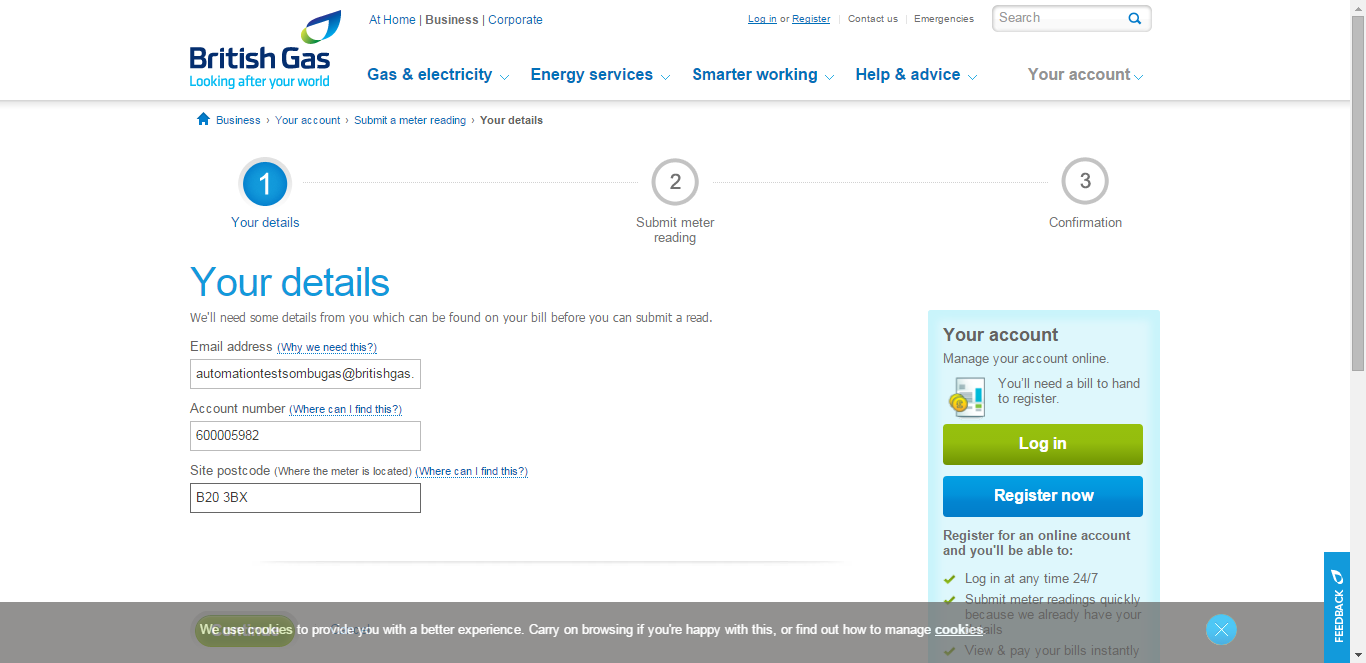 At Home | Business | Corporate
Log in or Register
Contact us
Emergencies
Search
British Gas
Looking after your world
Gas & electricity
Energy services
Smarter working
Help & advice
Your account
Business › Your account › Submit a meter reading › Your details
1
2
3
Your details
Submit meter
reading
Confirmation
Your details
We'll need some details from you which can be found on your bill before you can submit a read.
Email address (Why we need this?)
automationtestsombugas@britishgas.
Account number (Where can I find this?)
600005982
Site postcode (Where the meter is located) (Where can I find this?)
B20 3BX
Your account
Manage your account online.
You'll need a bill to hand
to register.
Log in
Register now
Register for an online account
and you'll be able to:
Log in at any time 24/7
Submit meter readings quickly
because we already have your
View & pay your bills instantly
We use cookies to provide you with a better experience. Carry on browsing if you're happy with this, or find out how to manage cookies.
FEEDBACK